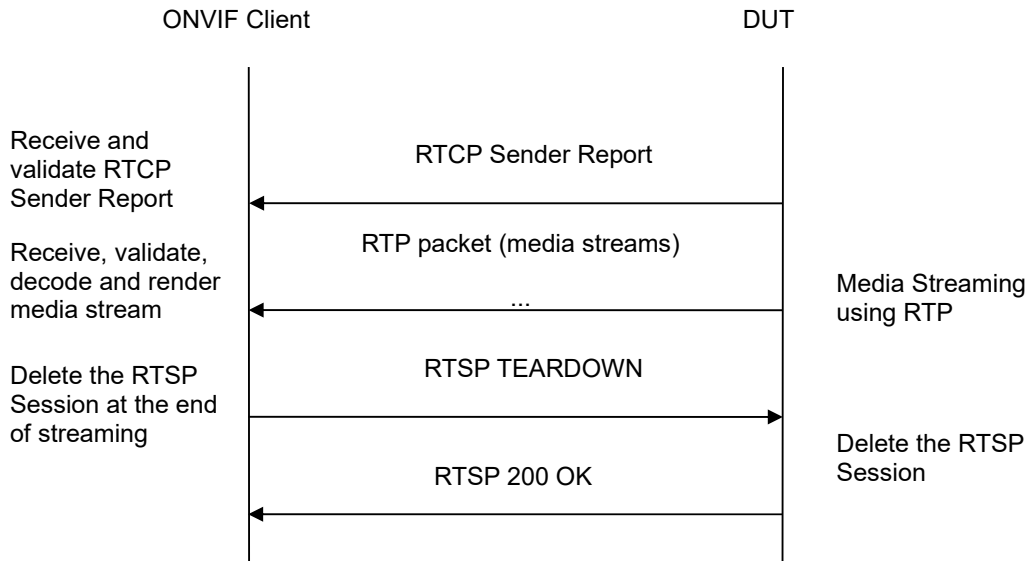 ONVIF Client
DUT
Receive and
validate RTCP
Sender Report
RTCP Sender Report
Receive, validate,
decode and render
media stream
RTP packet (media streams)
...
Media Streaming
using RTP
Delete the RTSP
Session at the end
of streaming
RTSP TEARDOWN
Delete the RTSP
Session
RTSP 200 OK